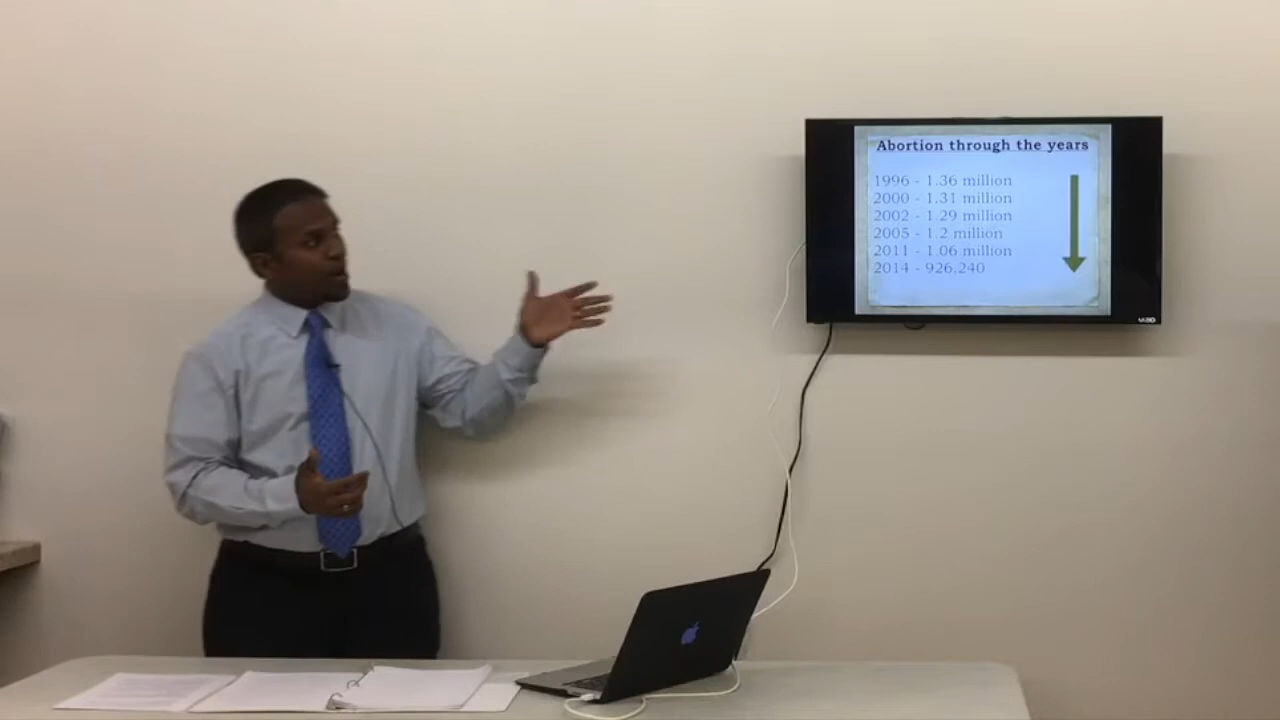 Abortion through the years
1996 - 1.36 million
2000 - 1.31 million
2002 - 1.29 million
2005 - 1.2 million
2011 - 1.06 million
2014 - 926,240
VIZIO